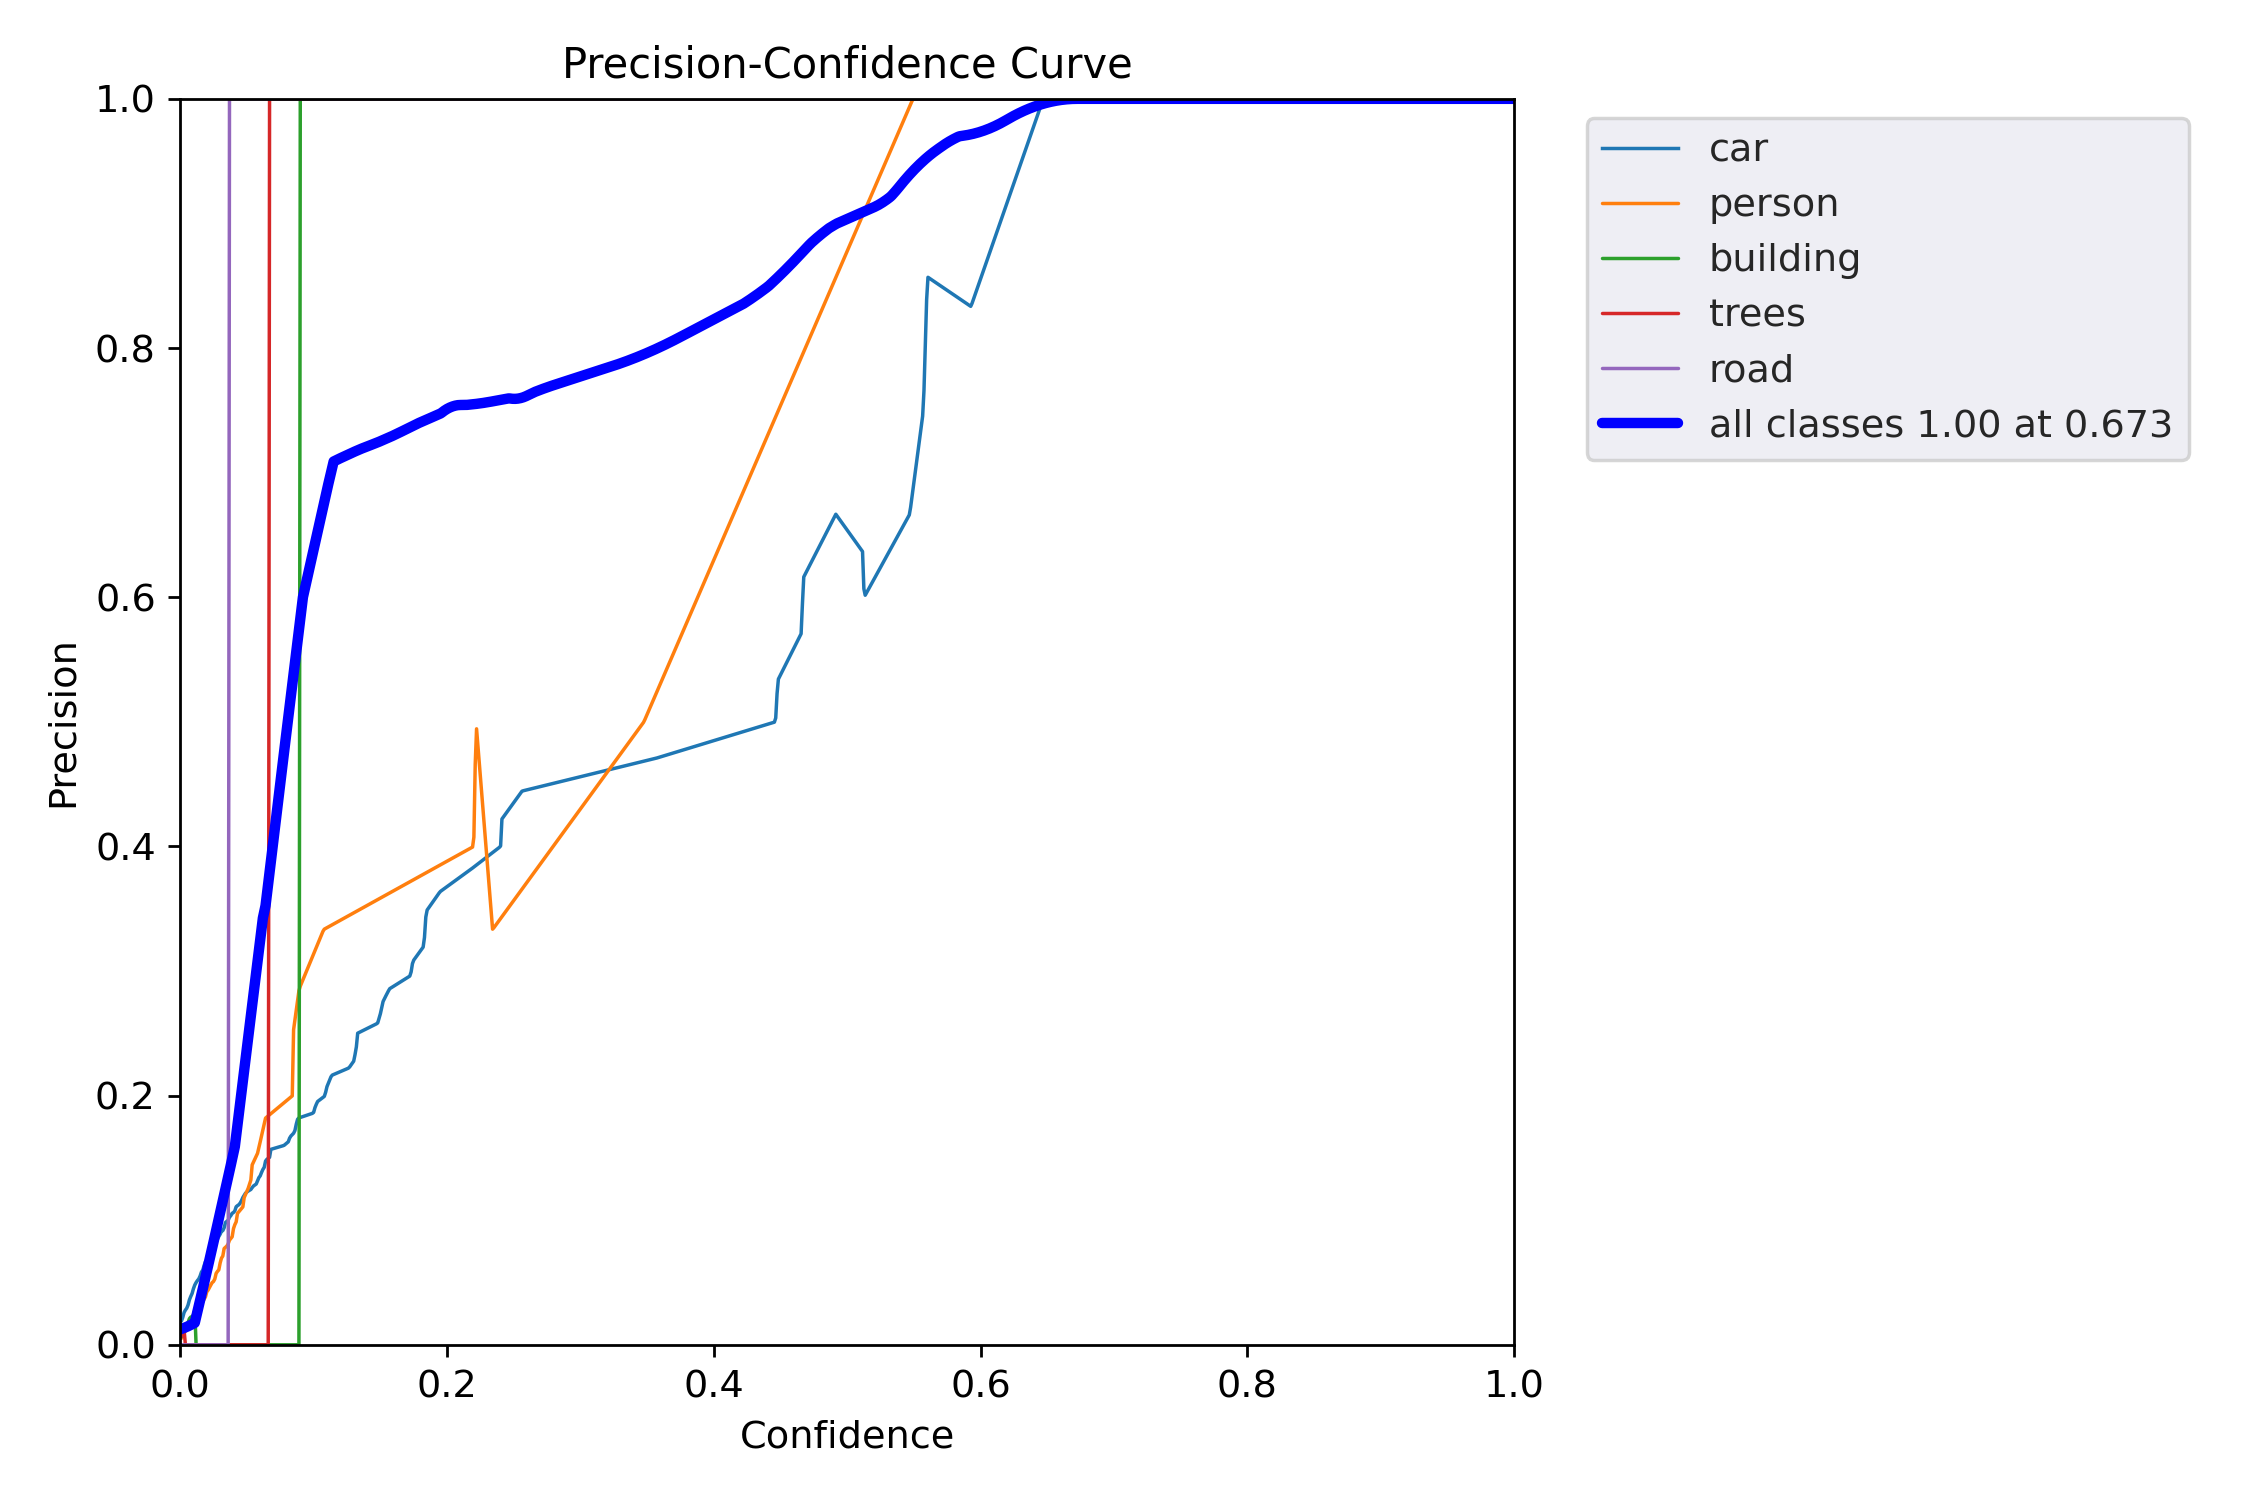 Precision-Confidence Curve
1.0
0.8
0.6
0.4
0.2
0.0
Precision
0.0 0.2 0.4 0.6 0.8 1.0
Confidence
car
person
building
trees
road
all classes 1.00 at 0.673